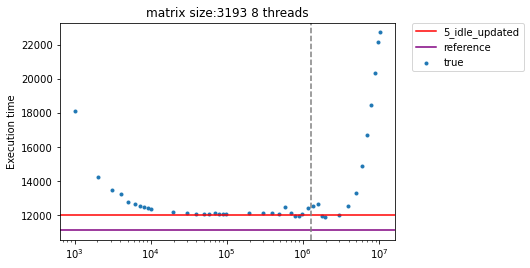 matrix size:3193 8 threads
5_idle_updated
reference
true
Execution time
22000
20000
18000
16000
14000
12000
10³
10⁴
10⁵
10⁶
10⁷